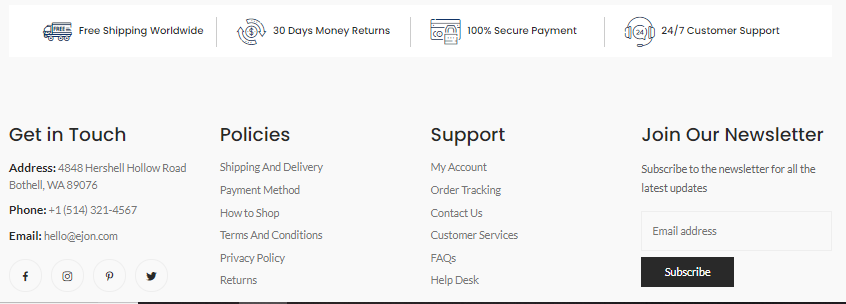 FREE
Free Shipping Worldwide
$
30 Days Money Returns
100% Secure Payment
24
24/7 Customer Support
Get in Touch
Address: 4848 Hershell Hollow Road
Bothell, WA 89076
Phone: +1 (514) 321-4567
Email: hello@ejon.com
Policies
Shipping And Delivery
Payment Method
How to Shop
Terms And Conditions
Privacy Policy
Returns
Support
My Account
Order Tracking
Contact Us
Customer Services
FAQs
Help Desk
Join Our Newsletter
Subscribe to the newsletter for all the
latest updates
Email address
Subscribe